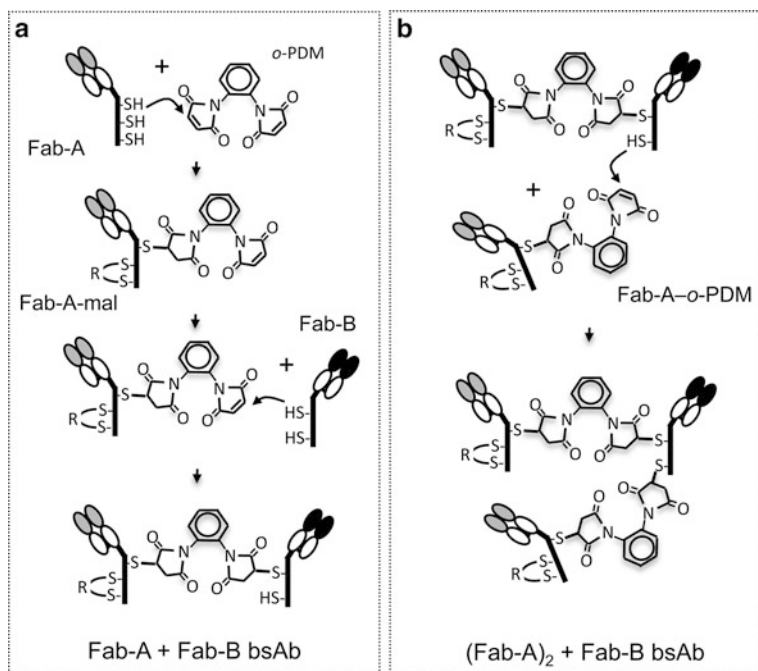 a
+
o-PDM
O O
-SH N N
-SH
-SH O O
Fab-A
O O
N N
-S
R S-
S- O O
Fab-A-mal
Fab-B
+
O O
N N
-S HS-
R S-
S- O O
HS-
O O
N N
-S S-
R S-
S- O O
HS-
Fab-A + Fab-B bsAb
b
O O
N N
-S S-
R S-
S- O O
HS-
+
O O
N
O
-S N
R S-
S- O
Fab-A–o-PDM
O O
N N
-S S-
R S-
S- O O
S-
O
O N O
-S N
R S-
S- O
(Fab-A)2 + Fab-B bsAb